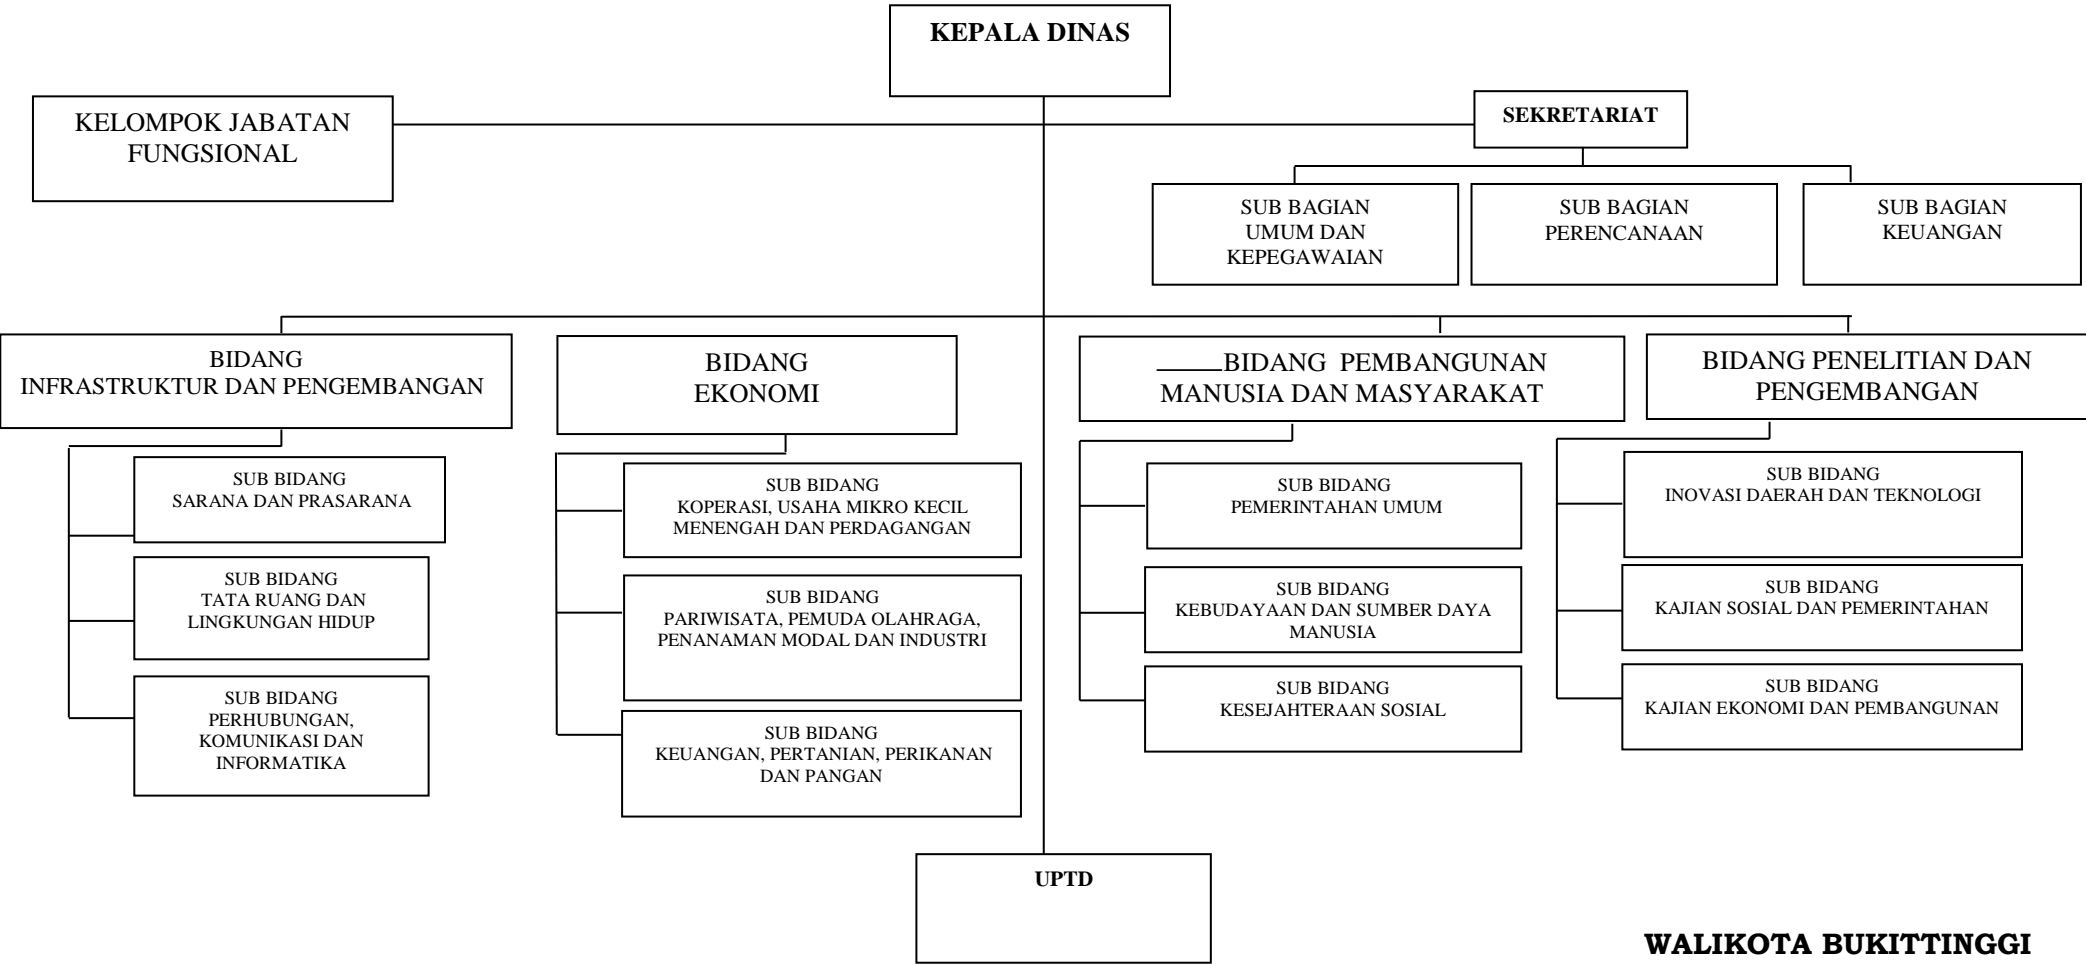 KEPALA DINAS
KELOMPOK JABATAN
FUNGSIONAL
SEKRETARIAT
SUB BAGIAN
UMUM DAN
KEPEGAWAIAN
SUB BAGIAN
PERENCANAAN
SUB BAGIAN
KEUANGAN
BIDANG
INFRASTRUKTUR DAN PENGEMBANGAN
BIDANG
EKONOMI
BIDANG PEMBANGUNAN
MANUSIA DAN MASYARAKAT
BIDANG PENELITIAN DAN
PENGEMBANGAN
SUB BIDANG
SARANA DAN PRASARANA
SUB BIDANG
TATA RUANG DAN
LINGKUNGAN HIDUP
SUB BIDANG
PERHUBUNGAN,
KOMUNIKASI DAN
INFORMATIKA
SUB BIDANG
KOPERASI, USAHA MIKRO KECIL
MENENGAH DAN PERDAGANGAN
SUB BIDANG
PARIWISATA, PEMUDA OLAHRAGA,
PENANAMAN MODAL DAN INDUSTRI
SUB BIDANG
KEUANGAN, PERTANIAN, PERIKANAN
DAN PANGAN
SUB BIDANG
PEMERINTAHAN UMUM
SUB BIDANG
KEBUDAYAAN DAN SUMBER DAYA
MANUSIA
SUB BIDANG
KESEJAHTERAAN SOSIAL
SUB BIDANG
INOVASI DAERAH DAN TEKNOLOGI
SUB BIDANG
KAJIAN SOSIAL DAN PEMERINTAHAN
SUB BIDANG
KAJIAN EKONOMI DAN PEMBANGUNAN
UPTD
WALIKOTA BUKITTINGGI